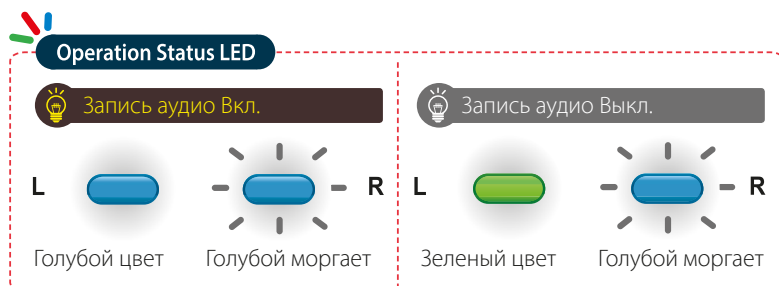 Operation Status LED
Запись аудио Вкл.
L R
Голубой цвет Голубой моргает
Запись аудио Выкл.
L R
Зеленый цвет Голубой моргает